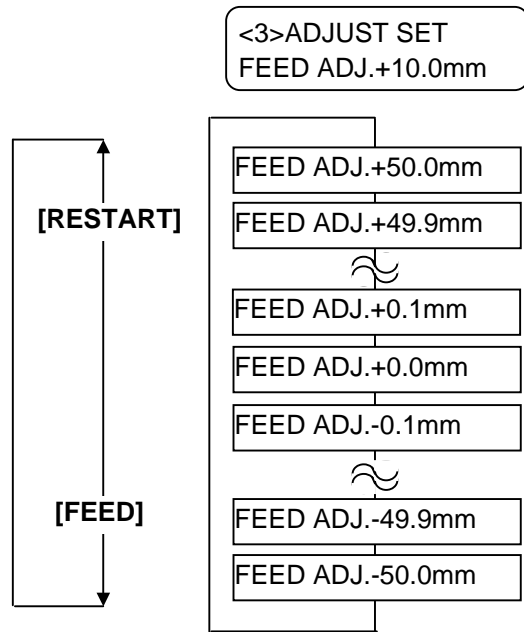 <3>ADJUST SET
FEED ADJ.+10.0mm
FEED ADJ.+50.0mm
[RESTART]
FEED ADJ.+49.9mm
FEED ADJ.+0.1mm
FEED ADJ.+0.0mm
FEED ADJ.-0.1mm
[FEED]
FEED ADJ.-49.9mm
FEED ADJ.-50.0mm